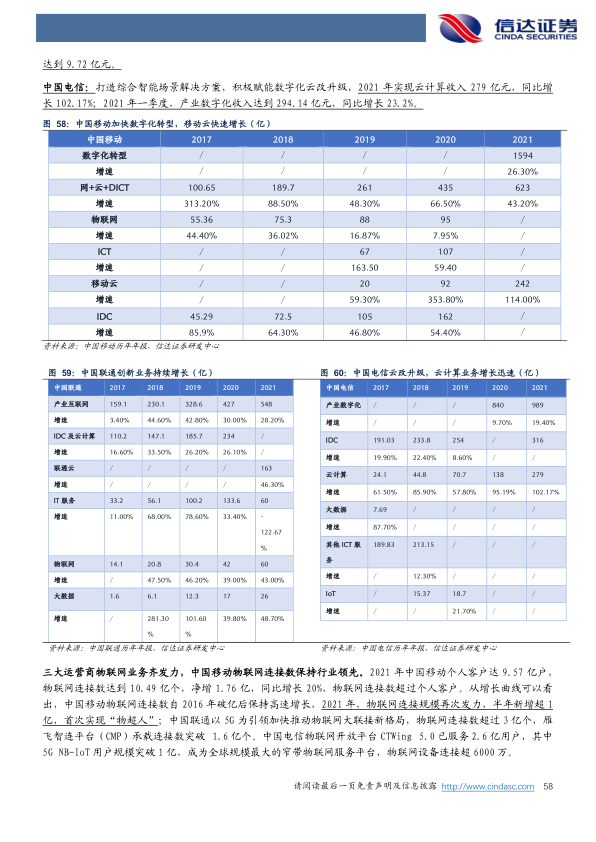 信达证券
CINDA SECURITIES
达到 9.72 亿元。
中国电信：打造综合智能场景解决方案，积极赋能数字化云改升级，2021 年实现云计算收入 279 亿元，同比增
长 102.17%；2021 年一季度，产业数字化收入达到 294.14 亿元，同比增长 23.2%。
图 58：中国移动加快数字化转型，移动云快速增长（亿）
中国移动 2017 2018 2019 2020 2021
数字化转型 / / / / 1594
增速 / / / / 26.30%
网+云+DICT 100.65 189.7 261 435 623
增速 313.20% 88.50% 48.30% 66.50% 43.20%
物联网 55.36 75.3 88 95 /
增速 44.40% 36.02% 16.87% 7.95% /
ICT / / 67 107 /
增速 / / 163.50 59.40 /
移动云 / / 20 92 242
增速 / / 59.30% 353.80% 114.00%
IDC 45.29 72.5 105 162 /
增速 85.9% 64.30% 46.80% 54.40% /
资料来源：中国移动历年年报，信达证券研发中心
图 59：中国联通创新业务持续增长（亿）
中国联通 2017 2018 2019 2020 2021
产业互联网 159.1 230.1 328.6 427 548
增速 3.40% 44.60% 42.80% 30.00% 28.20%
IDC 及云计算 110.2 147.1 185.7 234 /
增速 16.60% 33.50% 26.20% 26.10% /
联通云 / / / / 163
增速 / / / / 46.30%
IT 服务 33.2 56.1 100.2 133.6 60
增速 11.00% 68.00% 78.60% 33.40% -
122.67
%
物联网 14.1 20.8 30.4 42 60
增速 / 47.50% 46.20% 39.00% 43.00%
大数据 1.6 6.1 12.3 17 26
增速 / 281.30 101.60 39.80% 48.70%
% %
资料来源：中国联通历年年报，信达证券研发中心
图 60：中国电信云改升级，云计算业务增长迅速（亿）
中国电信 2017 2018 2019 2020 2021
产业数字化 / / / 840 989
增速 / / / 9.70% 19.40%
IDC 191.03 233.8 254 / 316
增速 19.90% 22.40% 8.60% / /
云计算 24.1 44.8 70.7 138 279
增速 61.50% 85.90% 57.80% 95.19% 102.17%
大数据 7.69 / / / /
增速 87.70% / / / /
其他 ICT 服 189.83 213.15 / / /
务
增速 / 12.30% / / /
IoT / 15.37 18.7 / /
增速 / / 21.70% / /
资料来源：中国电信历年年报，信达证券研发中心
三大运营商物联网业务齐发力，中国移动物联网连接数保持行业领先。2021 年中国移动个人客户达 9.57 亿户，
物联网连接数达到 10.49 亿个，净增 1.76 亿，同比增长 20%，物联网连接数超过个人客户。从增长曲线可以看
出，中国移动物联网连接数自 2016 年破亿后保持高速增长，2021 年，物联网连接规模再次发力，半年新增超 1
亿，首次实现“物超人”；中国联通以 5G 为引领加快推动物联网大联接新格局，物联网连接数超过 3 亿个，雁
飞智连平台（CMP）承载连接数突破 1.6 亿个。中国电信物联网开放平台 CTWing 5.0 已服务 2.6 亿用户，其中
5G NB-IoT 用户规模突破 1 亿，成为全球规模最大的窄带物联网服务平台，物联网设备连接超 6000 万。
请阅读最后一页免责声明及信息披露 http://www.cindasc.com 58